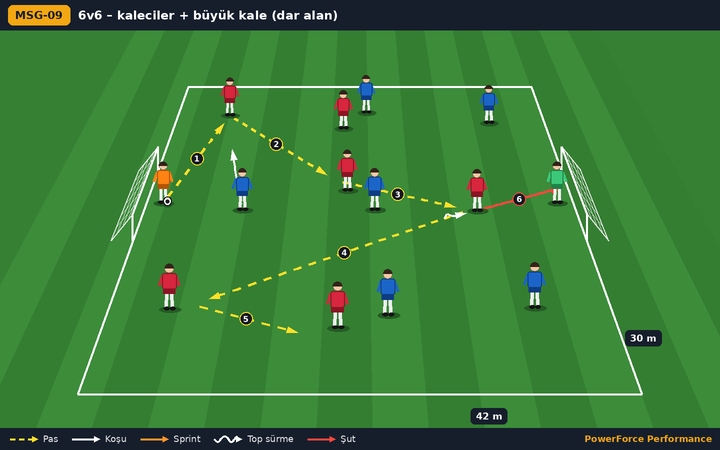 MSG-09 6v6 – kaleciler + büyük kale (dar alan)
1
2
3
6
4
5
30 m
42 m
Pas Koşu Sprint Top sürme Şut PowerForce Performance